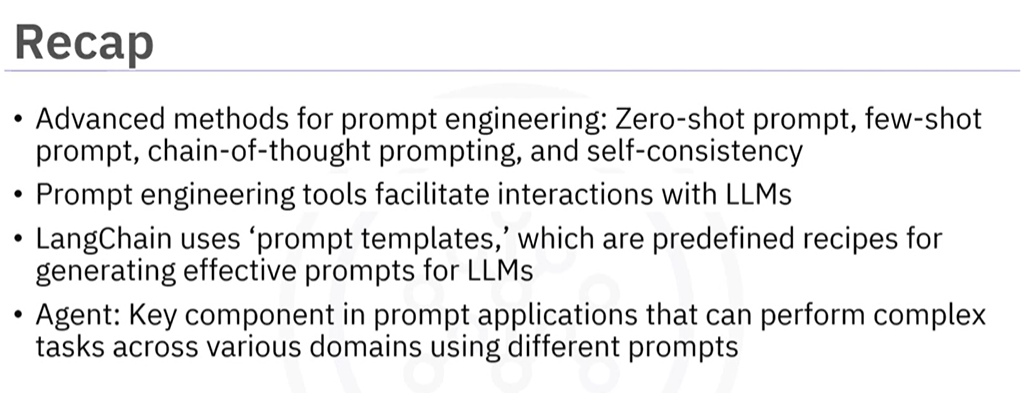 Recap
• Advanced methods for prompt engineering: Zero-shot prompt, few-shot
prompt, chain-of-thought prompting, and self-consistency
• Prompt engineering tools facilitate interactions with LLMs
• LangChain uses ‘prompt templates,’ which are predefined recipes for
generating effective prompts for LLMs
• Agent: Key component in prompt applications that can perform complex
tasks across various domains using different prompts